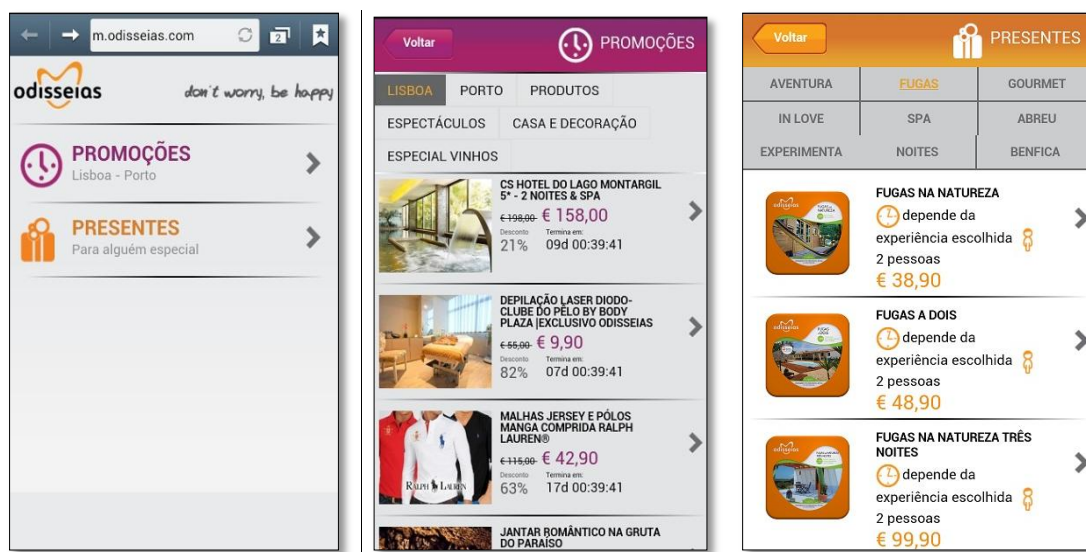 m.odisseias.com
2
odisseias
don't worry, be happy
PROMOÇÕES
Lisboa - Porto
PRESENTES
Para alguém especial
Voltar
PROMOÇÕES
LISBOA PORTO PRODUTOS
ESPECTÁCULOS CASA E DECORAÇÃO
ESPECIAL VINHOS
CS HOTEL DO LAGO MONTARGIL
5* - 2 NOITES & SPA
€ 198,00 € 158,00
Desconto Termina em:
21% 09d 00:39:41
DEPILAÇÃO LASER DIODO-
CLUBE DO PÊLO BY BODY
PLAZA |EXCLUSIVO ODISSEIAS
€ 55,00 € 9,90
Desconto Termina em:
82% 07d 00:39:41
MALHAS JERSEY E PÓLOS
MANGA COMPRIDA RALPH
LAUREN®
€ 115,00 € 42,90
Desconto Termina em:
63% 17d 00:39:41
RALPH LAUREN
JANTAR ROMÂNTICO NA GRUTA
DO PARAÍSO
Voltar
PRESENTES
AVENTURA FUGAS GOURMET
IN LOVE SPA ABREU
EXPERIMENTA NOITES BENFICA
FUGAS NA NATUREZA
depende da
experiência escolhida
2 pessoas
€ 38,90
FUGAS A DOIS
depende da
experiência escolhida
2 pessoas
€ 48,90
FUGAS NA NATUREZA TRÊS
NOITES
depende da
experiência escolhida
2 pessoas
€ 99,90